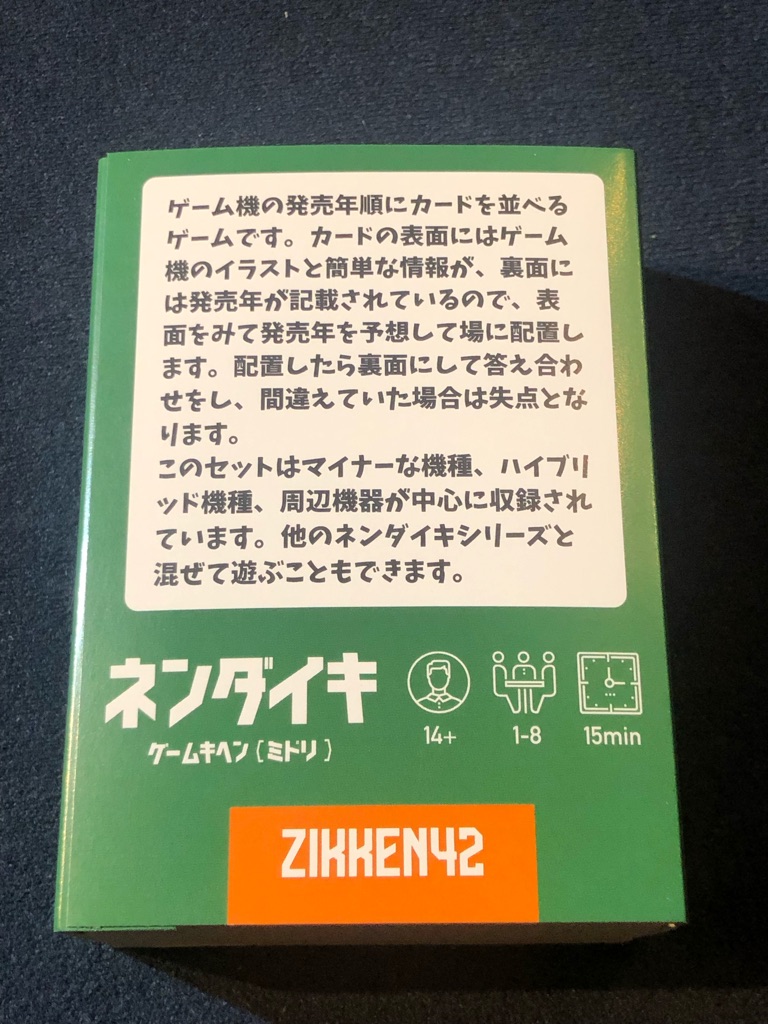 ゲーム機の発売年順にカードを並べる
ゲームです。カードの表面にはゲーム
機のイラストと簡単な情報が、裏面に
は発売年が記載されているので、表
面をみて発売年を予想して場に配置し
ます。配置したら裏面にして答え合わ
せをし、間違えていた場合は失点とな
ります。
このセットはマイナーな機種、ハイブリ
ッド機種、周辺機器が中心に収録され
ています。他のネンダイキシリーズと
混ぜて遊ぶこともできます。
ネンダイキ
ゲームキヘン［ミドリ］
14+ 1-8 15min
ZIKKEN42